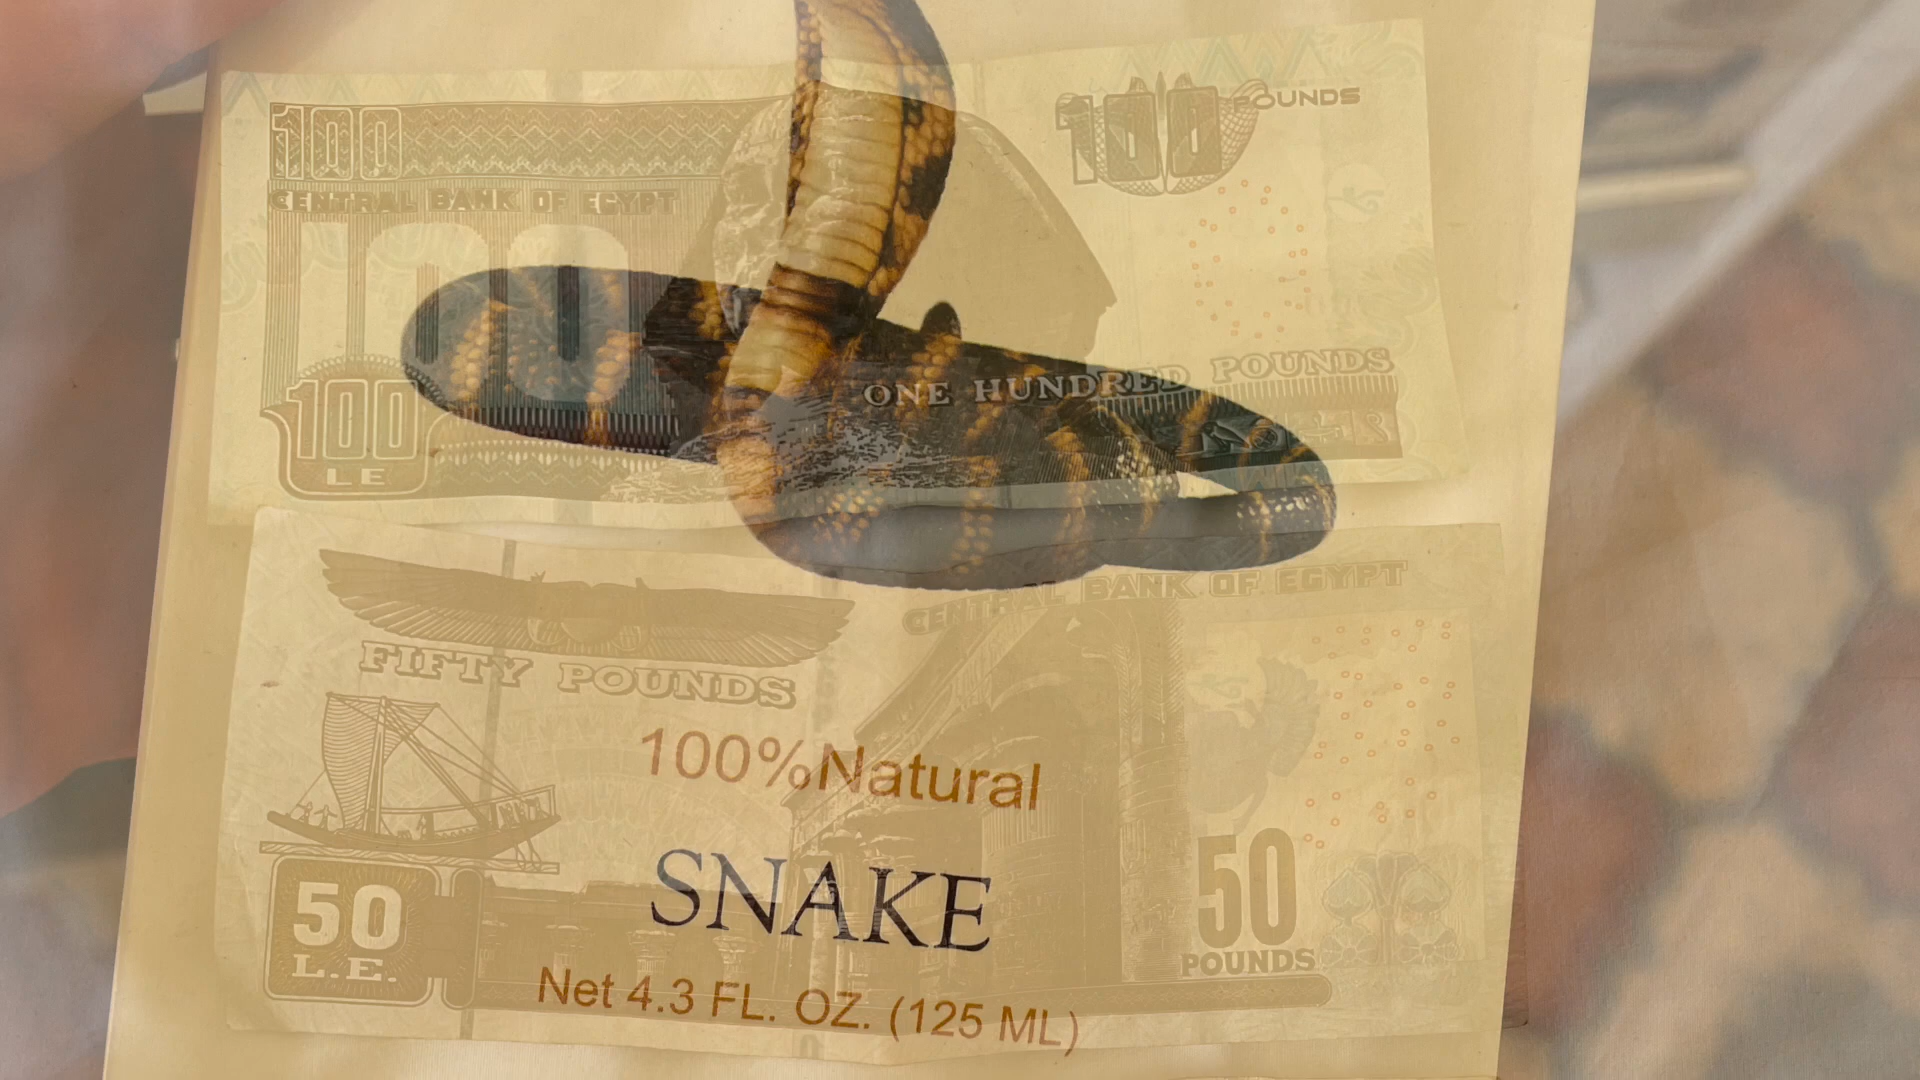 100
100 POUNDS
CENTRAL BANK OF EGYPT
100
ONE HUNDRED POUNDS
100
LE
CENTRAL BANK OF EGYPT
FIFTY POUNDS
100%Natural
SNAKE
50
L.E.
50
POUNDS
Net 4.3 FL. OZ. (125 ML)